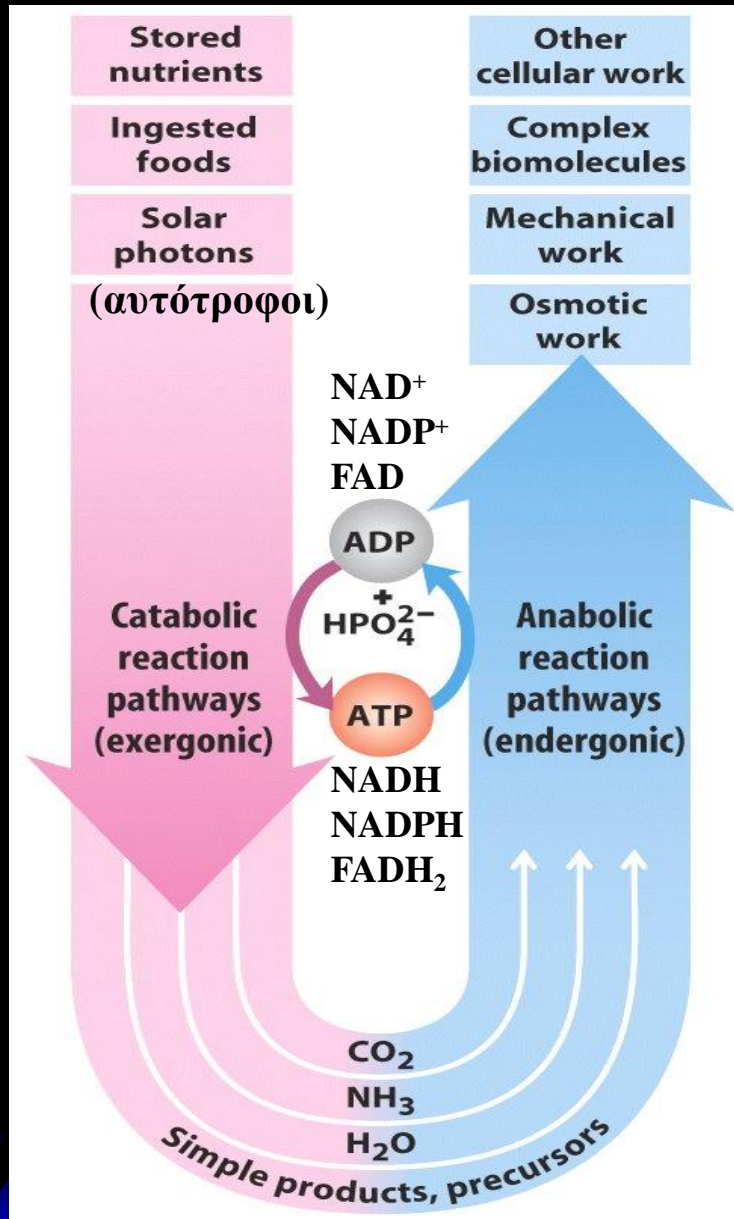 Stored
nutrients
Ingested
foods
Solar
photons
(αυτότροφοι)
Other
cellular work
Complex
biomolecules
Mechanical
work
Osmotic
work
NAD⁺
NADP⁺
FAD
ADP
+
HPO₄²⁻
ATP
NADH
NADPH
FADH₂
Catabolic
reaction
pathways
(exergonic)
Anabolic
reaction
pathways
(endergonic)
CO₂
NH₃
H₂O
Simple products, precursors